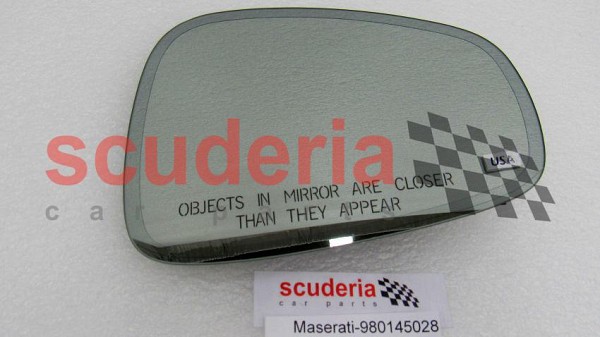 scuderia
USA
car parts
OBJECTS IN MIRROR ARE CLOSER
THAN THEY APPEAR
scuderia
car parts
Maserati-980145028